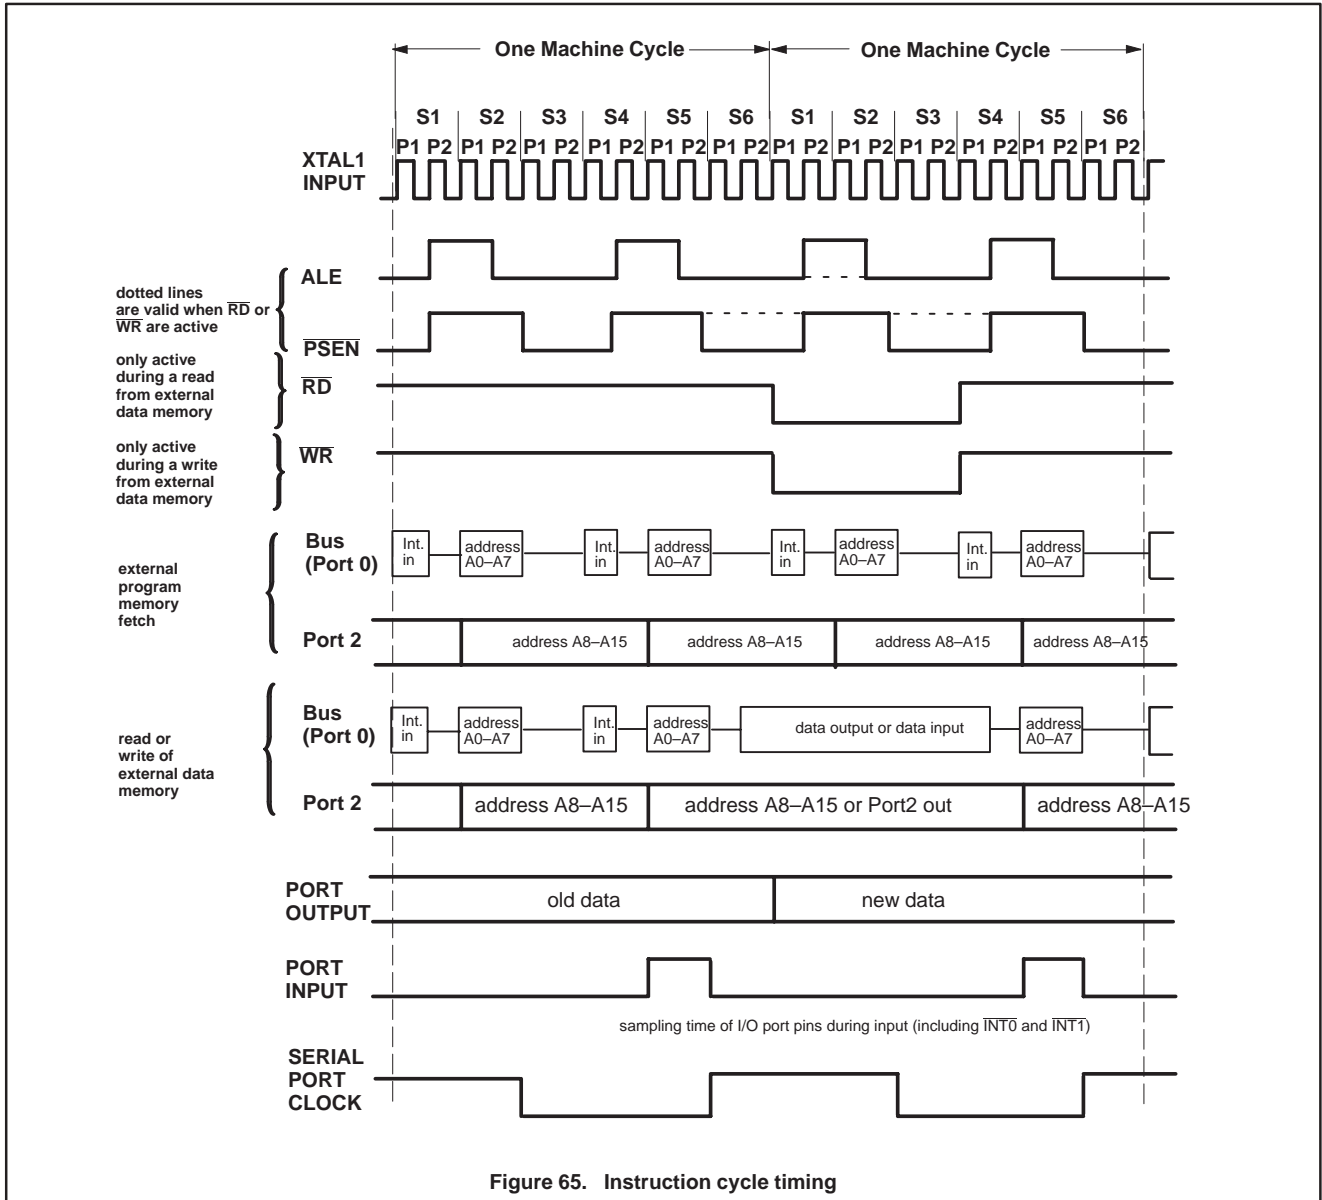 One Machine Cycle One Machine Cycle
S1 S2 S3 S4 S5 S6 S1 S2 S3 S4 S5 S6
P1 P2 P1 P2 P1 P2 P1 P2 P1 P2 P1 P2 P1 P2 P1 P2 P1 P2 P1 P2 P1 P2 P1 P2
XTAL1
INPUT
ALE
dotted lines
are valid when R̅D̅ or
W̅R̅ are active
P̅S̅E̅N̅
only active
during a read
from external
data memory
R̅D̅
only active
during a write
from external
data memory
W̅R̅
external
program
memory
fetch
Bus
(Port 0)
Int.
in
address
A0–A7
Int.
in
address
A0–A7
Int.
in
address
A0–A7
Int.
in
address
A0–A7
Port 2
address A8–A15 address A8–A15 address A8–A15 address A8–A15
read or
write of
external data
memory
Bus
(Port 0)
Int.
in
address
A0–A7
Int.
in
address
A0–A7
data output or data input
address
A0–A7
Port 2
address A8–A15 address A8–A15 or Port2 out address A8–A15
PORT
OUTPUT
old data new data
PORT
INPUT
sampling time of I/O port pins during input (including I̅N̅T̅0̅ and I̅N̅T̅1̅)
SERIAL
PORT
CLOCK
Figure 65. Instruction cycle timing